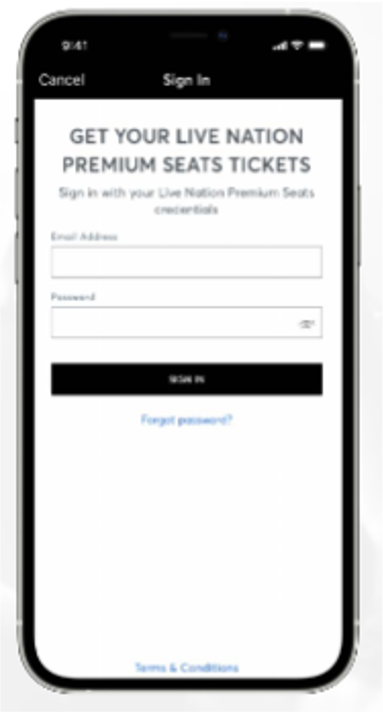 9:41
Cancel Sign In
GET YOUR LIVE NATION
PREMIUM SEATS TICKETS
Sign in with your Live Nation Premium Seats
credentials
Email Address
Password
SIGN IN
Forgot password?
Terms & Conditions